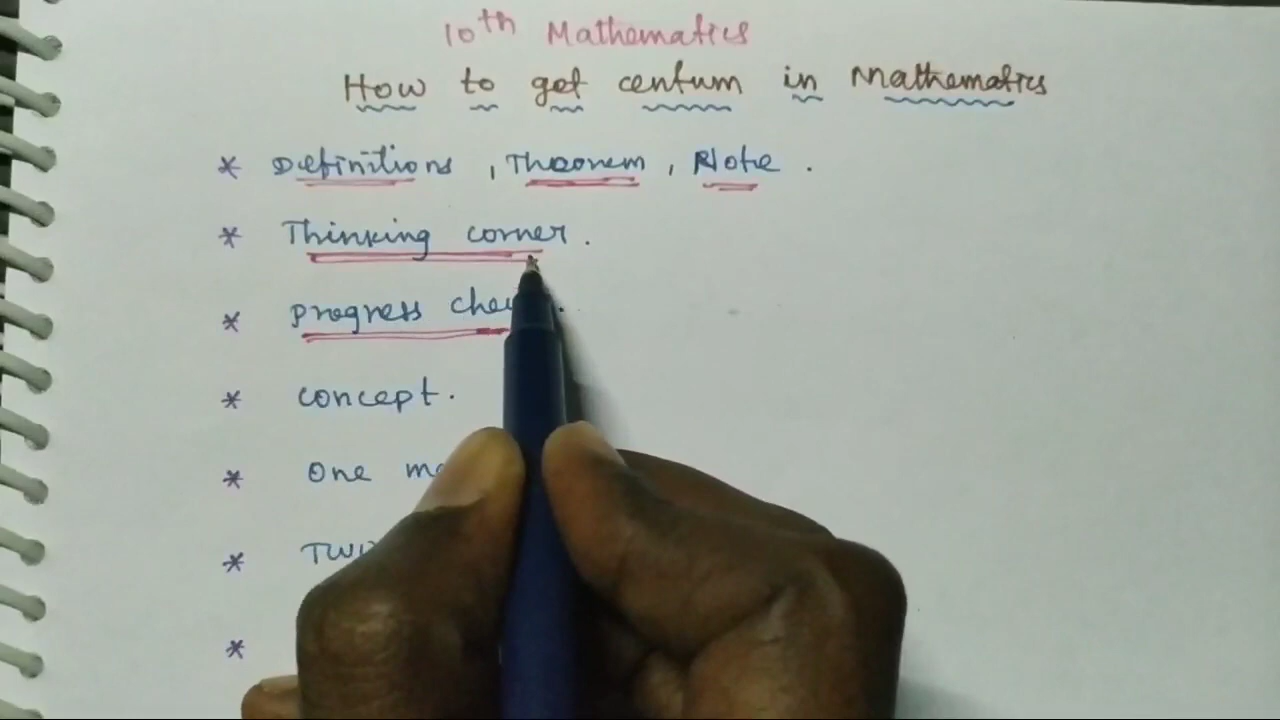 10th Mathematics
How to get centum in Mathematics
* Definitions , Theorem , Note .
* Thinking corner .
* Progress
* concept .
* One
*
*